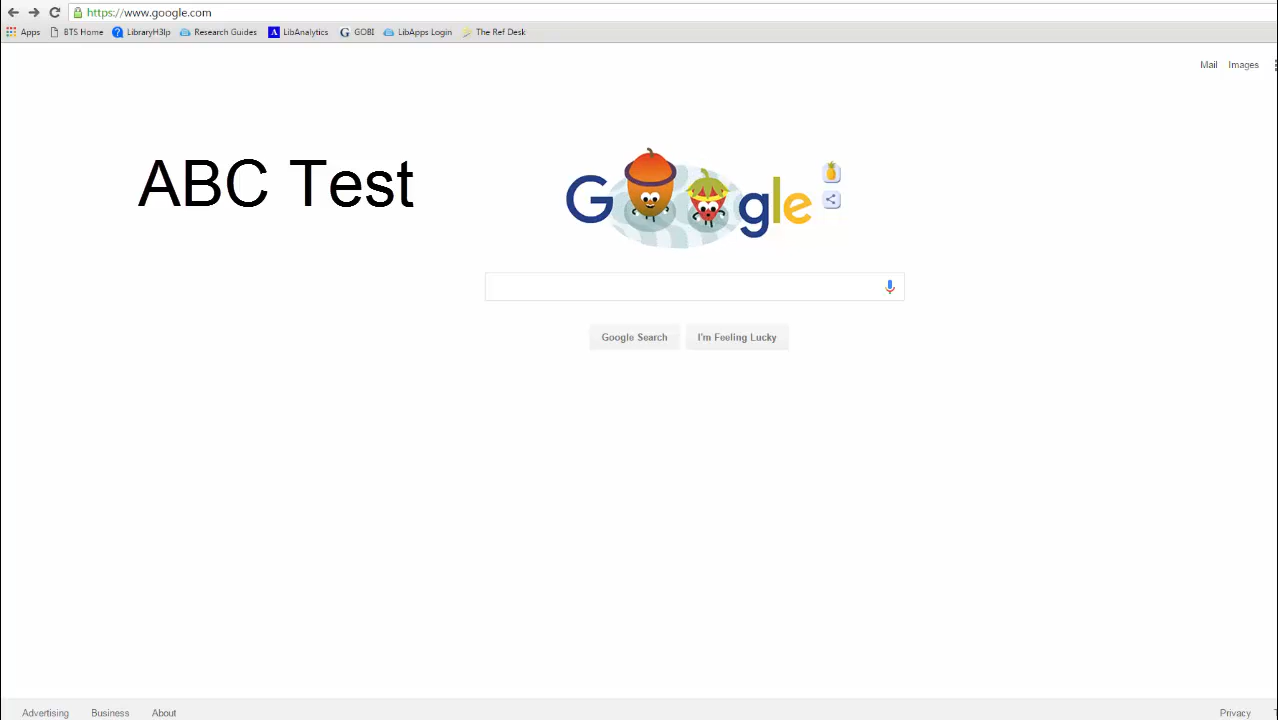 https://www.google.com
Apps BTS Home LibraryH3lp Research Guides A LibAnalytics G GOBI LibApps Login The Ref Desk
Mail Images
ABC Test
Google
Google Search I'm Feeling Lucky
Advertising Business About Privacy